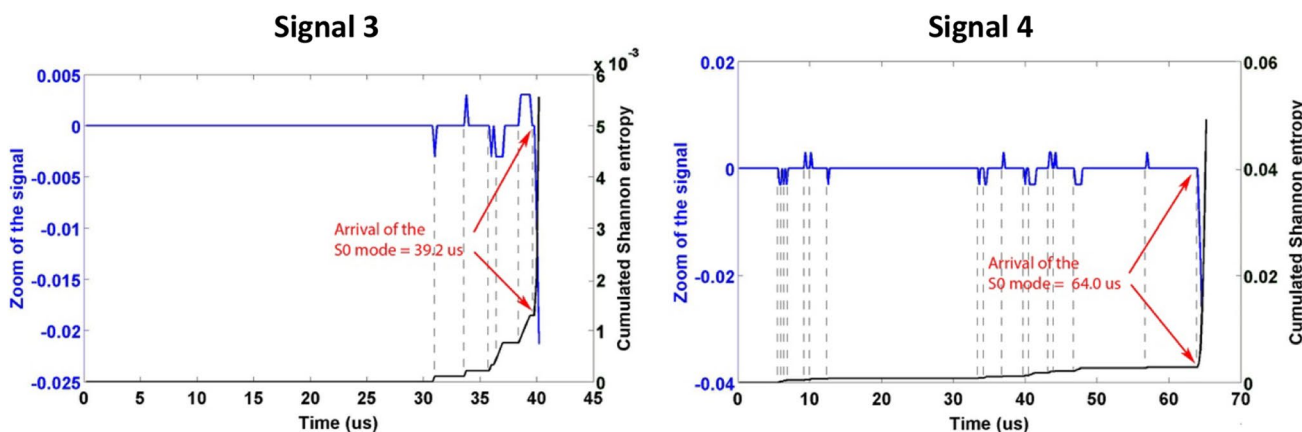 Signal 3
x 10^-3
0.005
0
-0.005
-0.01
-0.015
-0.02
-0.025
Zoom of the signal
6
5
4
3
2
1
0
Cumulated Shannon entropy
Arrival of the
S0 mode = 39.2 us
0 5 10 15 20 25 30 35 40 45
Time (us)
Signal 4
0.02
0
-0.02
-0.04
Zoom of the signal
0.06
0.04
0.02
0
Cumulated Shannon entropy
Arrival of the
S0 mode = 64.0 us
0 10 20 30 40 50 60 70
Time (us)